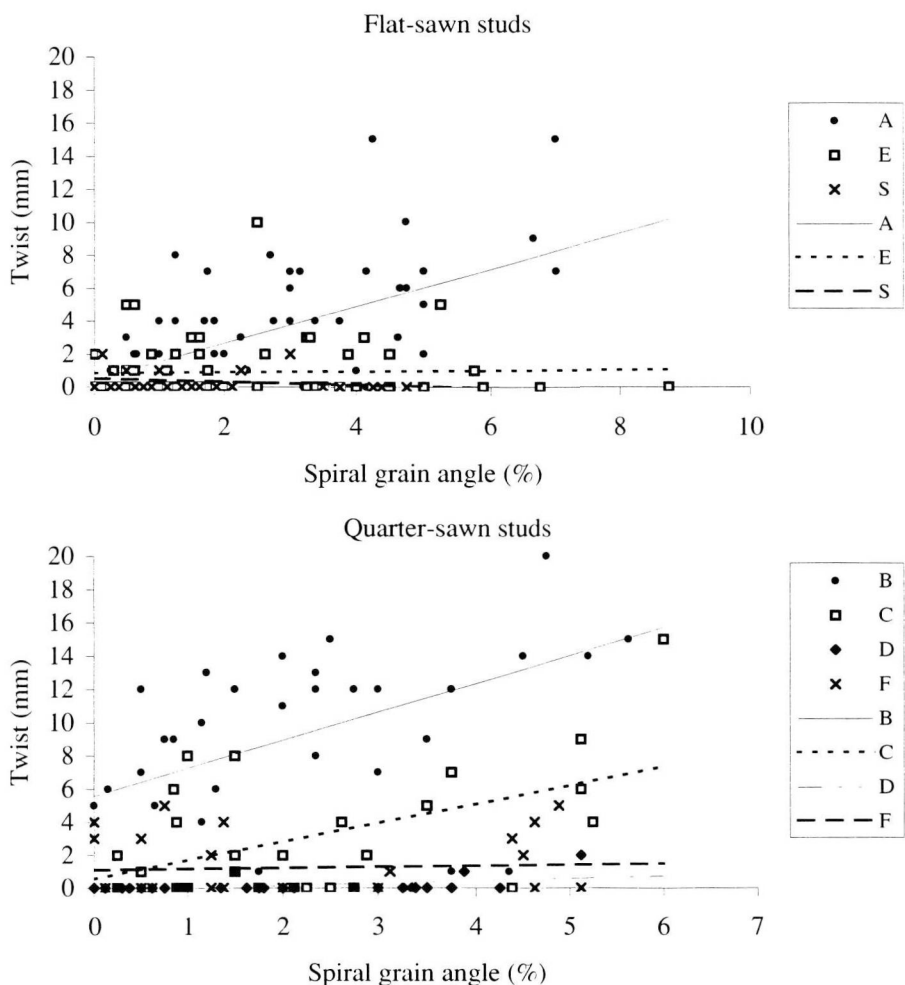 Flat-sawn studs
Twist (mm)
20
18
16
14
12
10
8
6
4
2
0
0 2 4 6 8 10
Spiral grain angle (%)
A
E
S
A
E
S
Quarter-sawn studs
Twist (mm)
20
18
16
14
12
10
8
6
4
2
0
0 1 2 3 4 5 6 7
Spiral grain angle (%)
B
C
D
F
B
C
D
F